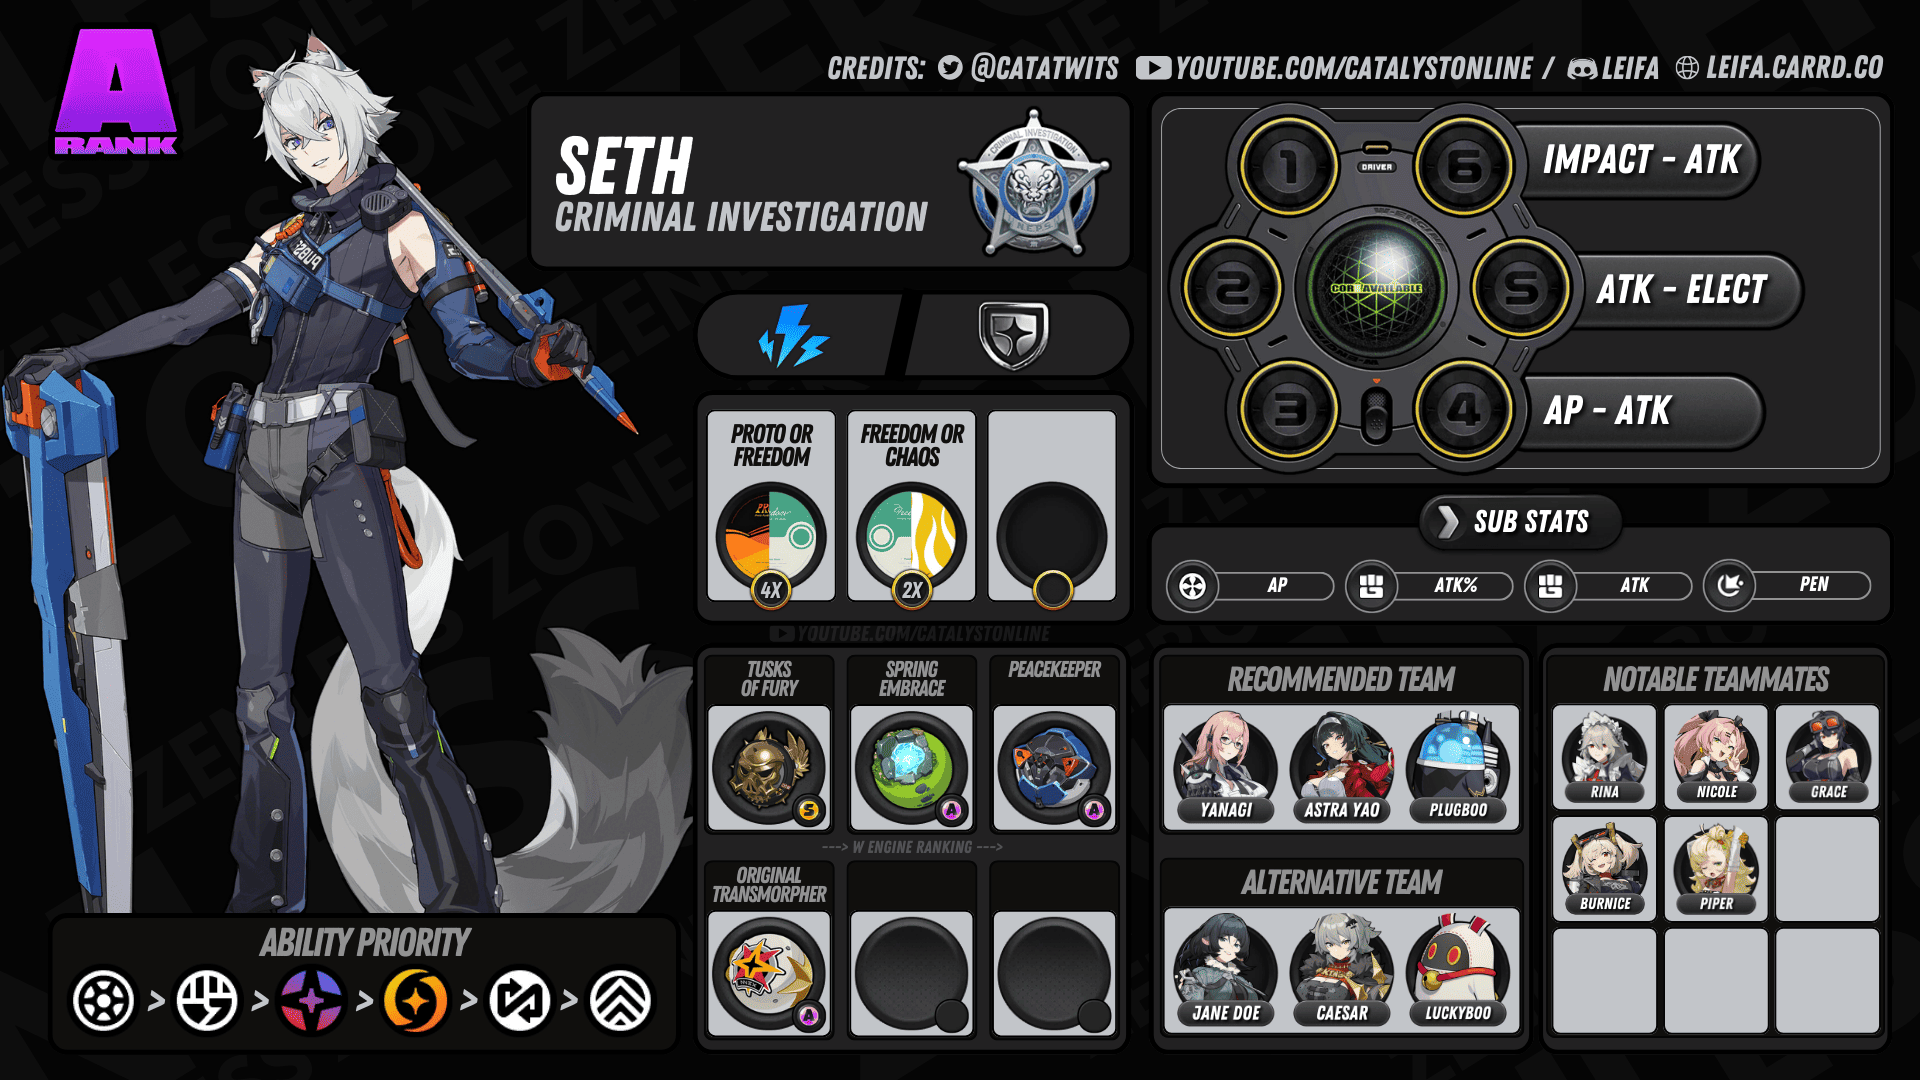 A
RANK
CREDITS: @CATATWITS YOUTUBE.COM/CATALYSTONLINE / LEIFA LEIFA.CARRD.CO
SETH
CRIMINAL INVESTIGATION
CRIMINAL INVESTIGATION
N.E.P.S
PUBSEC
1
6
DRIVER
IMPACT - ATK
2
5
ATK - ELECT
3
4
AP - ATK
PROTO OR
FREEDOM
4X
FREEDOM OR
CHAOS
2X
SUB STATS
AP
ATK%
ATK
PEN
YOUTUBE.COM/CATALYSTONLINE
TUSKS
OF FURY
S
SPRING
EMBRACE
A
PEACEKEEPER
A
---> W ENGINE RANKING --->
ORIGINAL
TRANSMORPHER
A
RECOMMENDED TEAM
YANAGI
ASTRA YAO
PLUGBOO
ALTERNATIVE TEAM
JANE DOE
CAESAR
LUCKYBOO
NOTABLE TEAMMATES
RINA
NICOLE
GRACE
BURNICE
PIPER
ABILITY PRIORITY
> > > > >